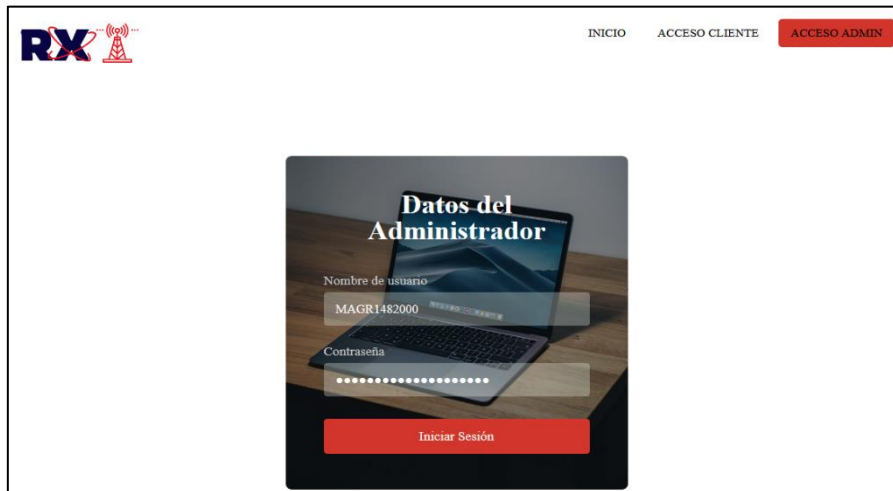 RX
INICIO ACCESO CLIENTE ACCESO ADMIN
Datos del
Administrador
Nombre de usuario
MAGR1482000
Contraseña
••••••••••••••••••••
Iniciar Sesión